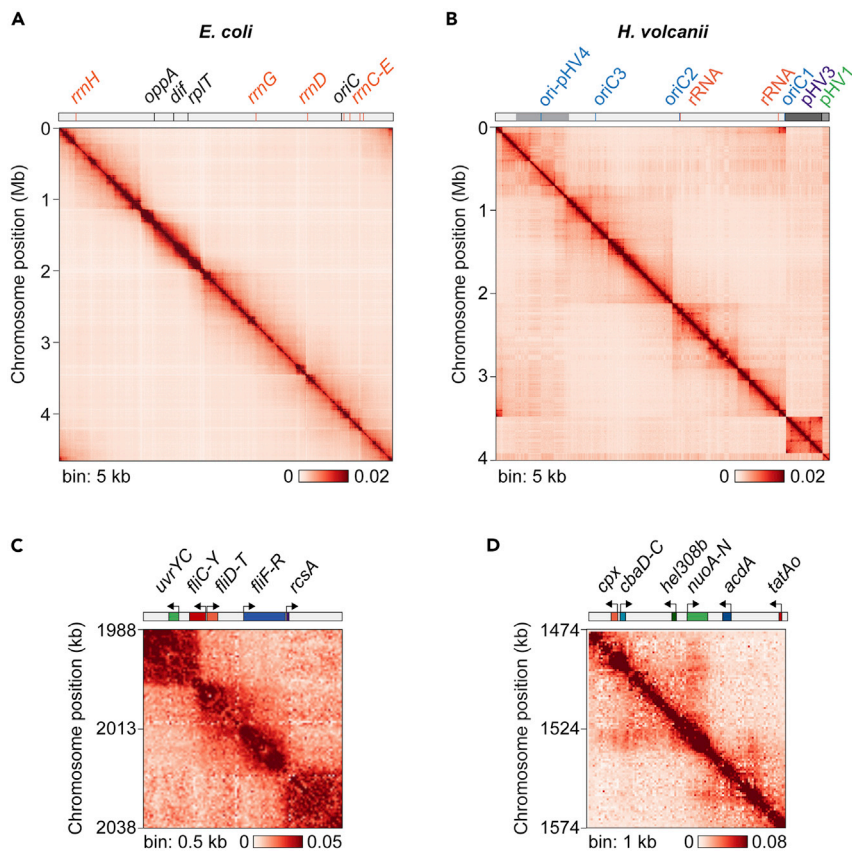 A
E. coli
rrnH
oppA
dif
rplT
rrnG
rrnD
oriC
rrnC-E
Chromosome position (Mb)
0
1
2
3
4
bin: 5 kb
0
0.02
B
H. volcanii
ori-pHV4
oriC3
oriC2
rRNA
rRNA
oriC1
pHV3
pHV1
Chromosome position (Mb)
0
1
2
3
4
bin: 5 kb
0
0.02
C
uvrYC
fliC-Y
fliD-T
fliF-R
rcsA
Chromosome position (kb)
1988
2013
2038
bin: 0.5 kb
0
0.05
D
cpx
cbaD-C
hel308b
nuoA-N
acdA
tatAo
Chromosome position (kb)
1474
1524
1574
bin: 1 kb
0
0.08